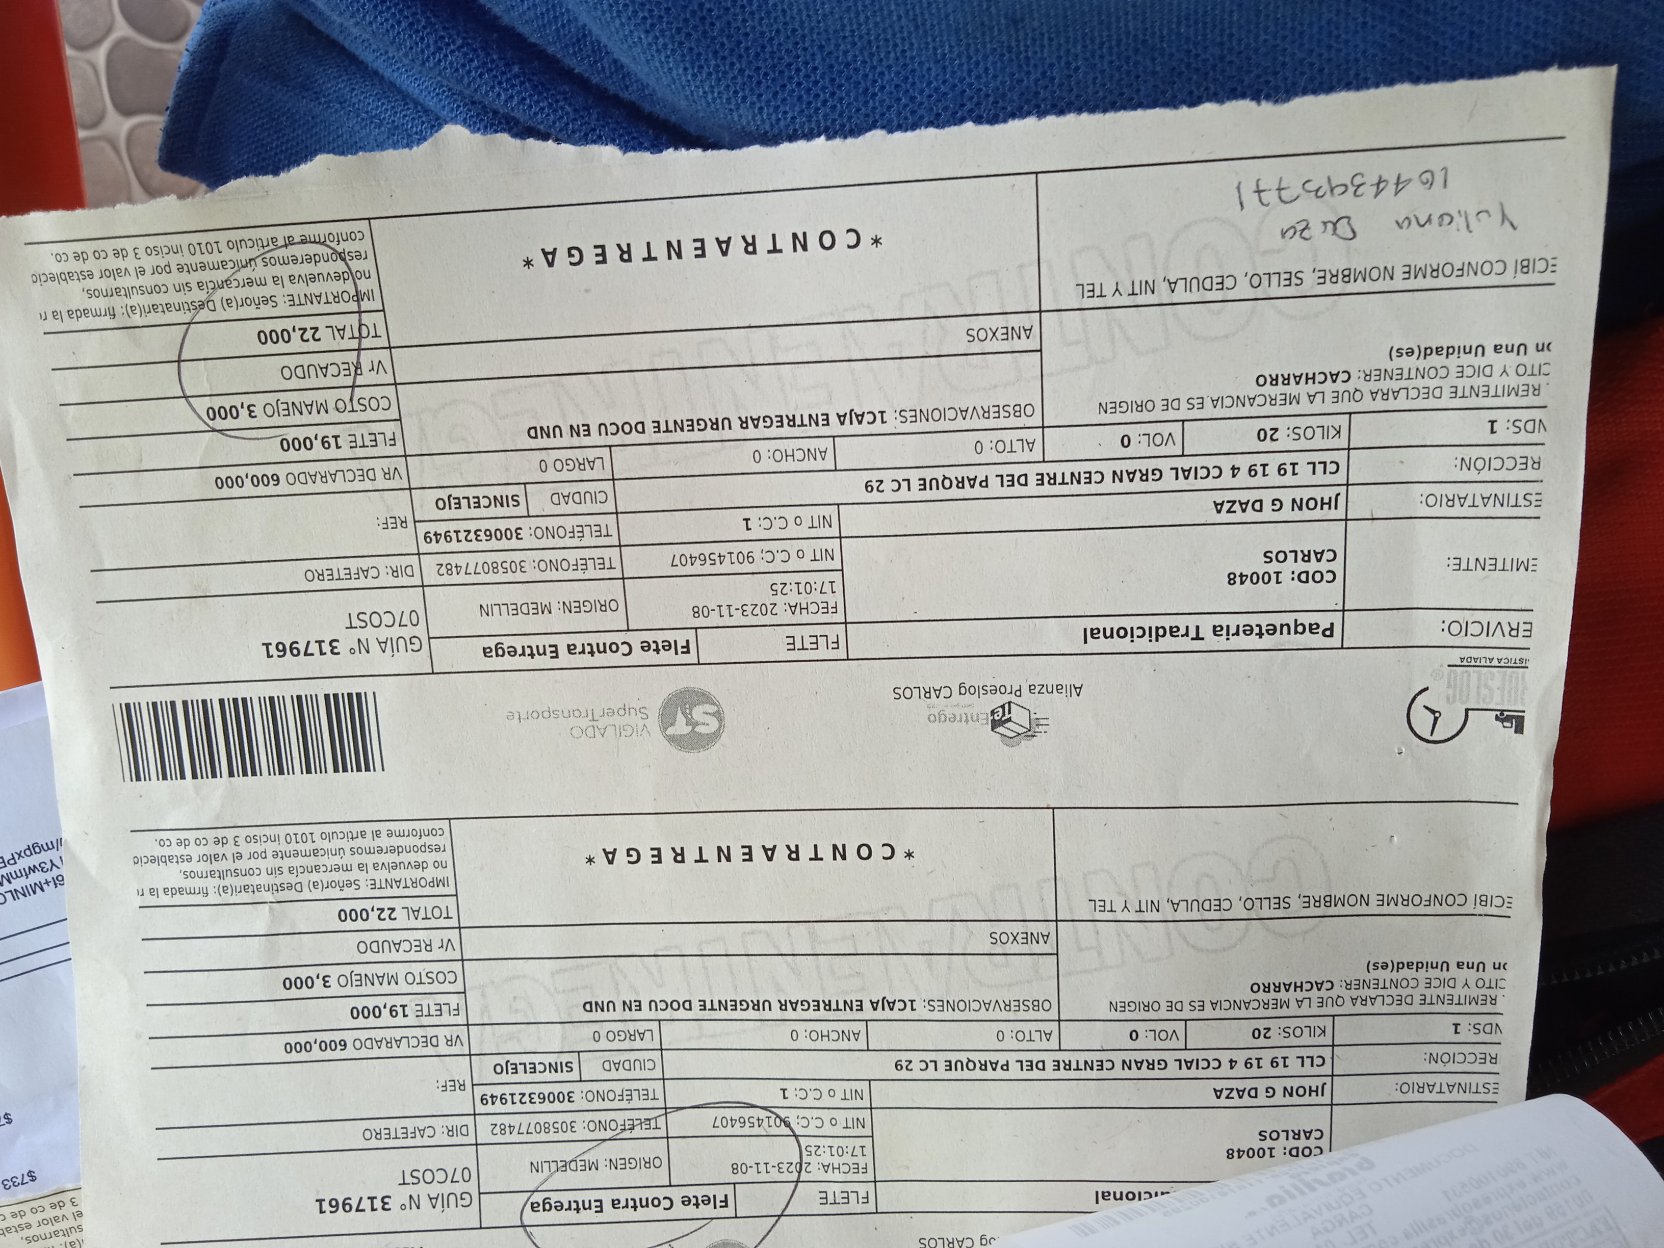 og CARLOS
FLETE Flete Contra Entrega GUÍA N° 317961
07COST
COD: 10048
CARLOS
FECHA: 2023-11-08
17:01:25
ORIGEN: MEDELLIN
NIT o C.C: 901456407 TELÉFONO: 3058077482 DIR: CAFETERO
ESTINATARIO: JHON G DAZA NIT o C.C: 1 TELÉFONO: 3006321949 REF:
RECCIÓN: CLL 19 19 4 CCIAL GRAN CENTRE DEL PARQUE LC 29 CIUDAD SINCELEJO
VDS: 1 KILOS: 20 VOL: 0 ALTO: 0 ANCHO: 0 LARGO 0 VR DECLARADO 600,000
REMITENTE DECLARA QUE LA MERCANCIA ES DE ORIGEN
CITO Y DICE CONTENER: CACHARRO
on Una Unidad(es)
OBSERVACIONES: 1CAJA ENTREGAR URGENTE DOCU EN UND
FLETE 19,000
COSTO MANEJO 3,000
ANEXOS
Vr RECAUDO
TOTAL 22,000
ECIBÍ CONFORME NOMBRE, SELLO, CEDULA, NIT Y TEL
*CONTRAENTREGA*
IMPORTANTE: Señor(a) Destinatari(a): firmada la r
no devuelva la mercancía sin consultarnos,
responderemos únicamente por el valor establecio
conforme al articulo 1010 inciso 3 de co de co.
ISTICA ALIADA
TeEntrego
Alianza Proeslog CARLOS
ST
VIGILADO
SuperTransporte
ERVICIO: Paqueteria Tradicional FLETE Flete Contra Entrega GUÍA N° 317961
07COST
EMITENTE: COD: 10048
CARLOS
FECHA: 2023-11-08
17:01:25
ORIGEN: MEDELLIN
NIT o C.C: 901456407 TELÉFONO: 3058077482 DIR: CAFETERO
ESTINATARIO: JHON G DAZA NIT o C.C: 1 TELÉFONO: 3006321949 REF:
RECCIÓN: CLL 19 19 4 CCIAL GRAN CENTRE DEL PARQUE LC 29 CIUDAD SINCELEJO
VDS: 1 KILOS: 20 VOL: 0 ALTO: 0 ANCHO: 0 LARGO 0 VR DECLARADO 600,000
REMITENTE DECLARA QUE LA MERCANCIA ES DE ORIGEN
CITO Y DICE CONTENER: CACHARRO
on Una Unidad(es)
OBSERVACIONES: 1CAJA ENTREGAR URGENTE DOCU EN UND
FLETE 19,000
COSTO MANEJO 3,000
ANEXOS
Vr RECAUDO
TOTAL 22,000
ECIBÍ CONFORME NOMBRE, SELLO, CEDULA, NIT Y TEL
Yuliana Daza
*CONTRAENTREGA*
IMPORTANTE: Señor(a) Destinatari(a): firmada la r
no devuelva la mercancía sin consultarnos,
responderemos únicamente por el valor establecio
conforme al articulo 1010 inciso 3 de co de co.
$733